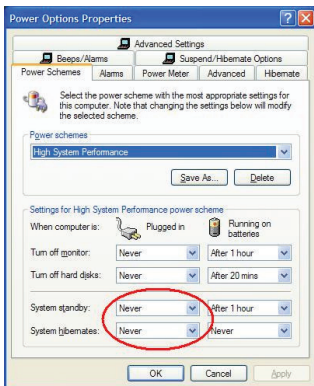 Power Options Properties
Advanced Settings
Beeps/Alarms
Suspend/Hibernate Options
Power Schemes
Alarms
Power Meter
Advanced
Hibernate
Select the power scheme with the most appropriate settings for
this computer. Note that changing the settings below will modify
the selected scheme.
Power schemes
High System Performance
Save As...
Delete
Settings for High System Performance power scheme
When computer is:
Plugged in
Running on
batteries
Turn off monitor:
Never
After 1 hour
Turn off hard disks:
Never
After 20 mins
System standby:
Never
After 1 hour
System hibernates:
Never
Never
OK
Cancel
Apply